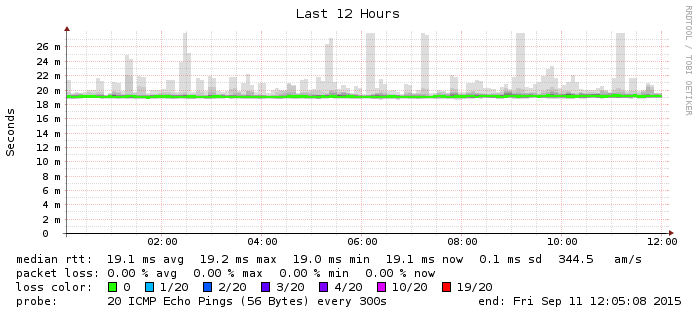 Last 12 Hours
RRDTOOL / TOBI OETIKER
Seconds
26 m
24 m
22 m
20 m
18 m
16 m
14 m
12 m
10 m
8 m
6 m
4 m
2 m
0
02:00 04:00 06:00 08:00 10:00 12:00
median rtt: 19.1 ms avg 19.2 ms max 19.0 ms min 19.1 ms now 0.1 ms sd 344.5 am/s
packet loss: 0.00 % avg 0.00 % max 0.00 % min 0.00 % now
loss color: 0 1/20 2/20 3/20 4/20 10/20 19/20
probe: 20 ICMP Echo Pings (56 Bytes) every 300s end: Fri Sep 11 12:05:08 2015